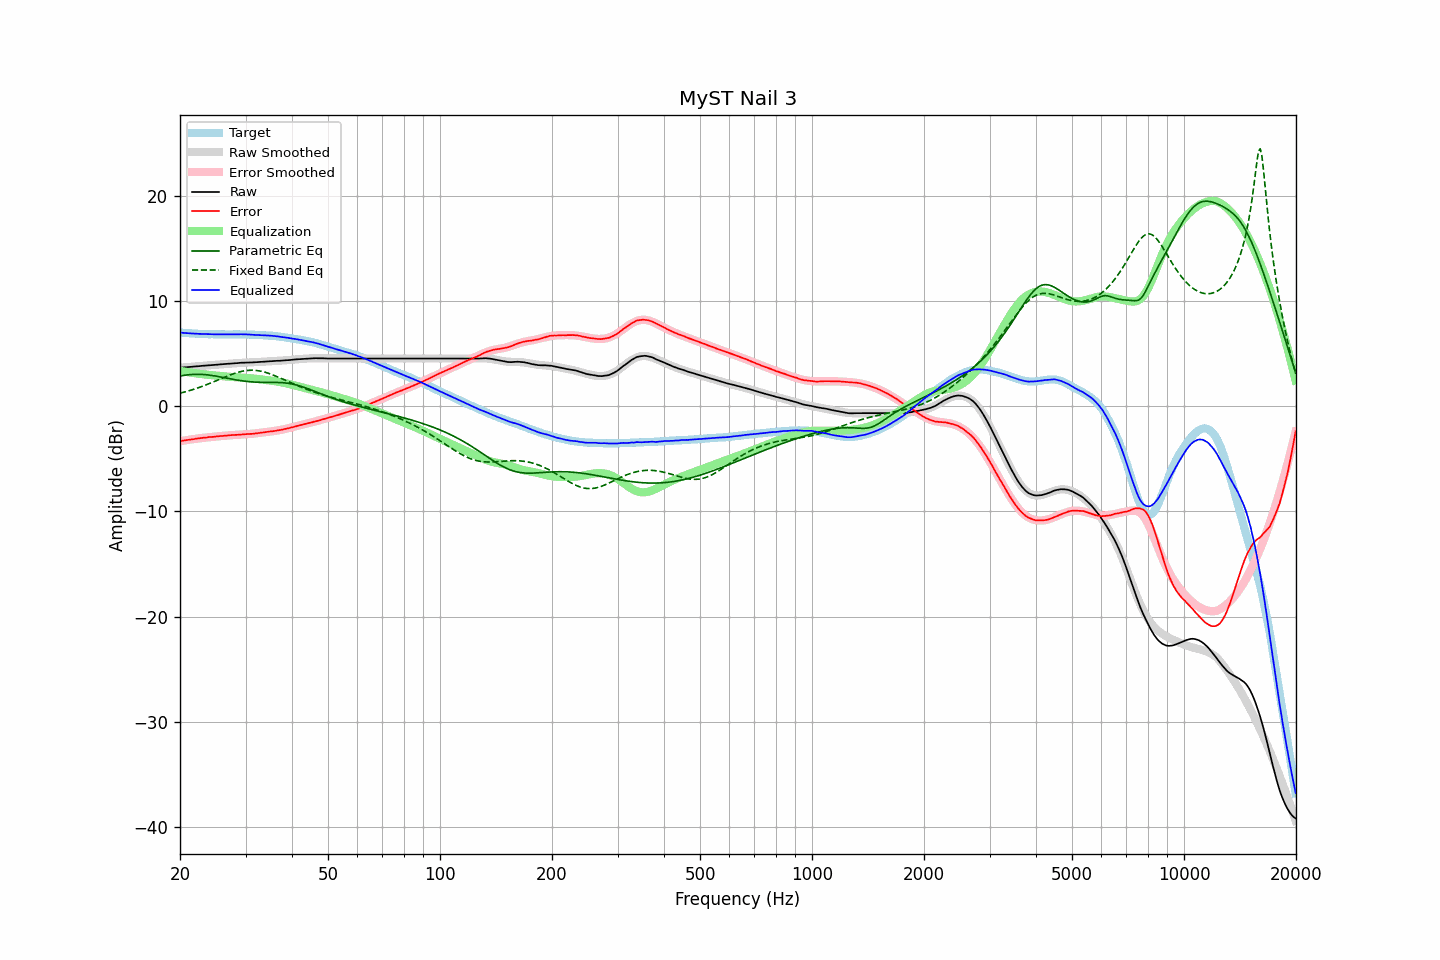 MyST Nail 3
Target
Raw Smoothed
Error Smoothed
Raw
Error
Equalization
Parametric Eq
Fixed Band Eq
Equalized
20
10
0
−10
−20
−30
−40
Amplitude (dBr)
20 50 100 200 500 1000 2000 5000 10000 20000
Frequency (Hz)